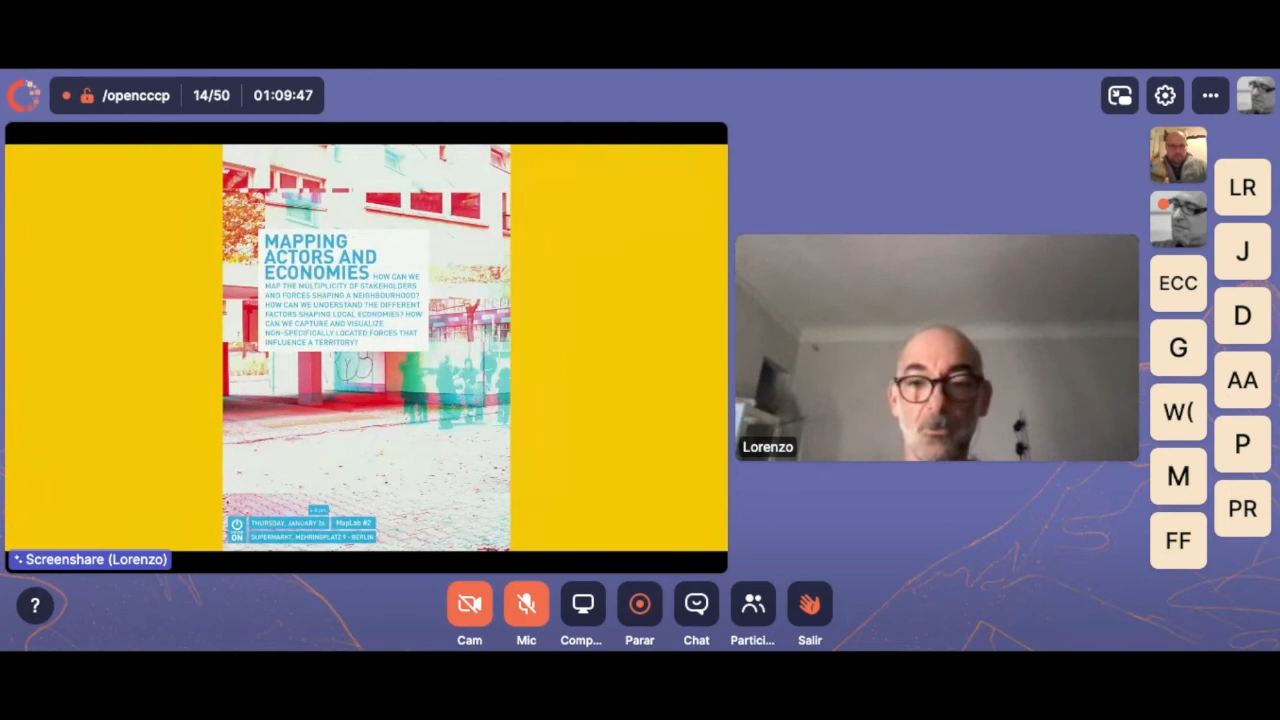 /opencccp
14/50
01:09:47
MAPPING
ACTORS AND
ECONOMIES HOW CAN WE
MAP THE MULTIPLICITY OF STAKEHOLDERS
AND FORCES SHAPING A NEIGHBOURHOOD?
HOW CAN WE UNDERSTAND THE DIFFERENT
FACTORS SHAPING LOCAL ECONOMIES? HOW
CAN WE CAPTURE AND VISUALIZE
NON-SPECIFICALLY LOCATED FORCES THAT
INFLUENCE A TERRITORY?
ON
THURSDAY, JANUARY 26
MapLab #2
SUPERMARKT, MEHRINGPLATZ 9 - BERLIN
Screenshare (Lorenzo)
Lorenzo
ECC
G
W(
M
FF
LR
J
D
AA
P
PR
?
Cam
Mic
Comp...
Parar
Chat
Partici...
Salir